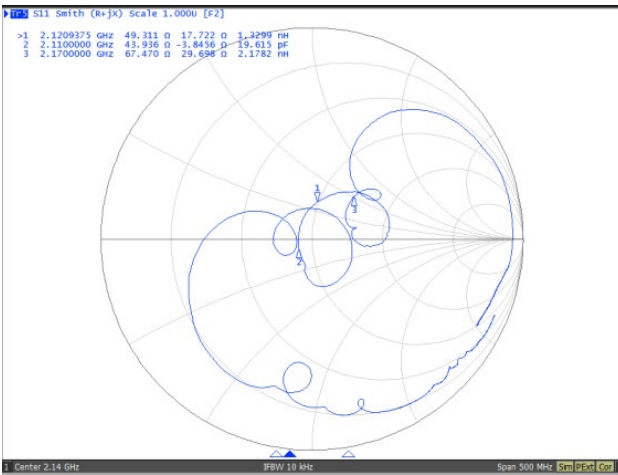 Tr5 S11 Smith (R+jX) Scale 1.000U [F2]
>1 2.1209375 GHz 49.311 Ω 17.722 Ω 1.3299 nH
2 2.1100000 GHz 43.936 Ω -3.8456 Ω 19.615 pF
3 2.1700000 GHz 67.470 Ω 29.698 Ω 2.1782 nH
1
3
2
1 Center 2.14 GHz IFBW 10 kHz Span 500 MHz Sim PExt Cor